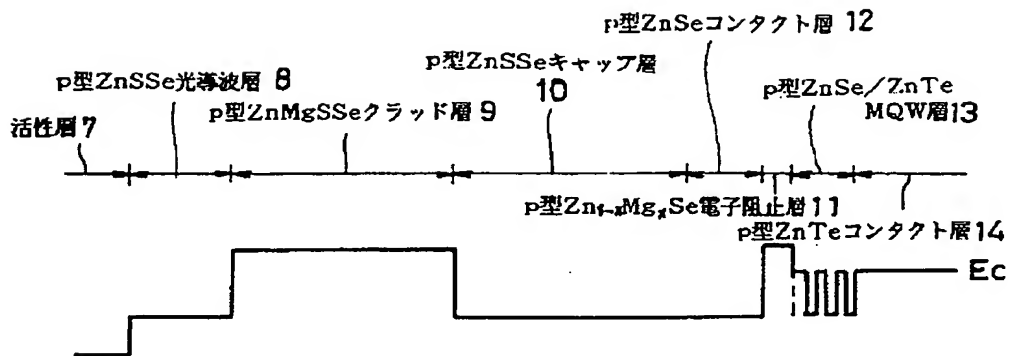 p型ZnSeコンタクト層 12
p型ZnSSe光導波層 8
p型ZnSSeキャップ層
10
p型ZnSe/ZnTe
MQW層13
活性層7
p型ZnMgSSeクラッド層 9
p型Zn₁₋ₓMgₓSe電子阻止層11
p型ZnTeコンタクト層14
Ec